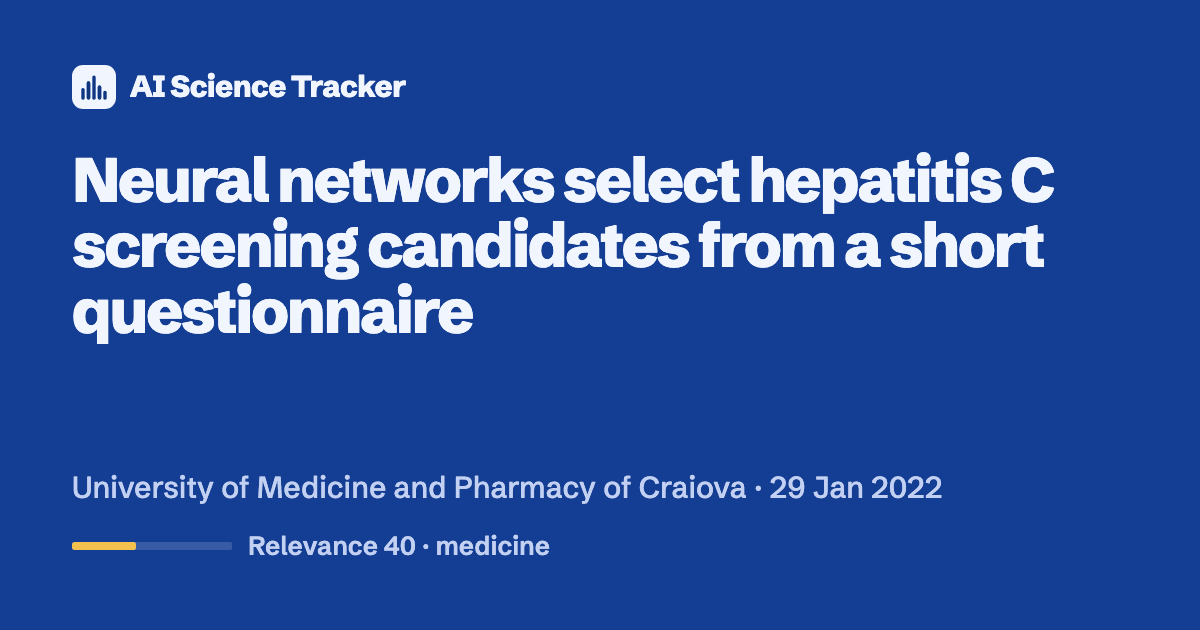 AI Science Tracker
Neural networks select hepatitis C
screening candidates from a short
questionnaire
University of Medicine and Pharmacy of Craiova · 29 Jan 2022
Relevance 40 · medicine